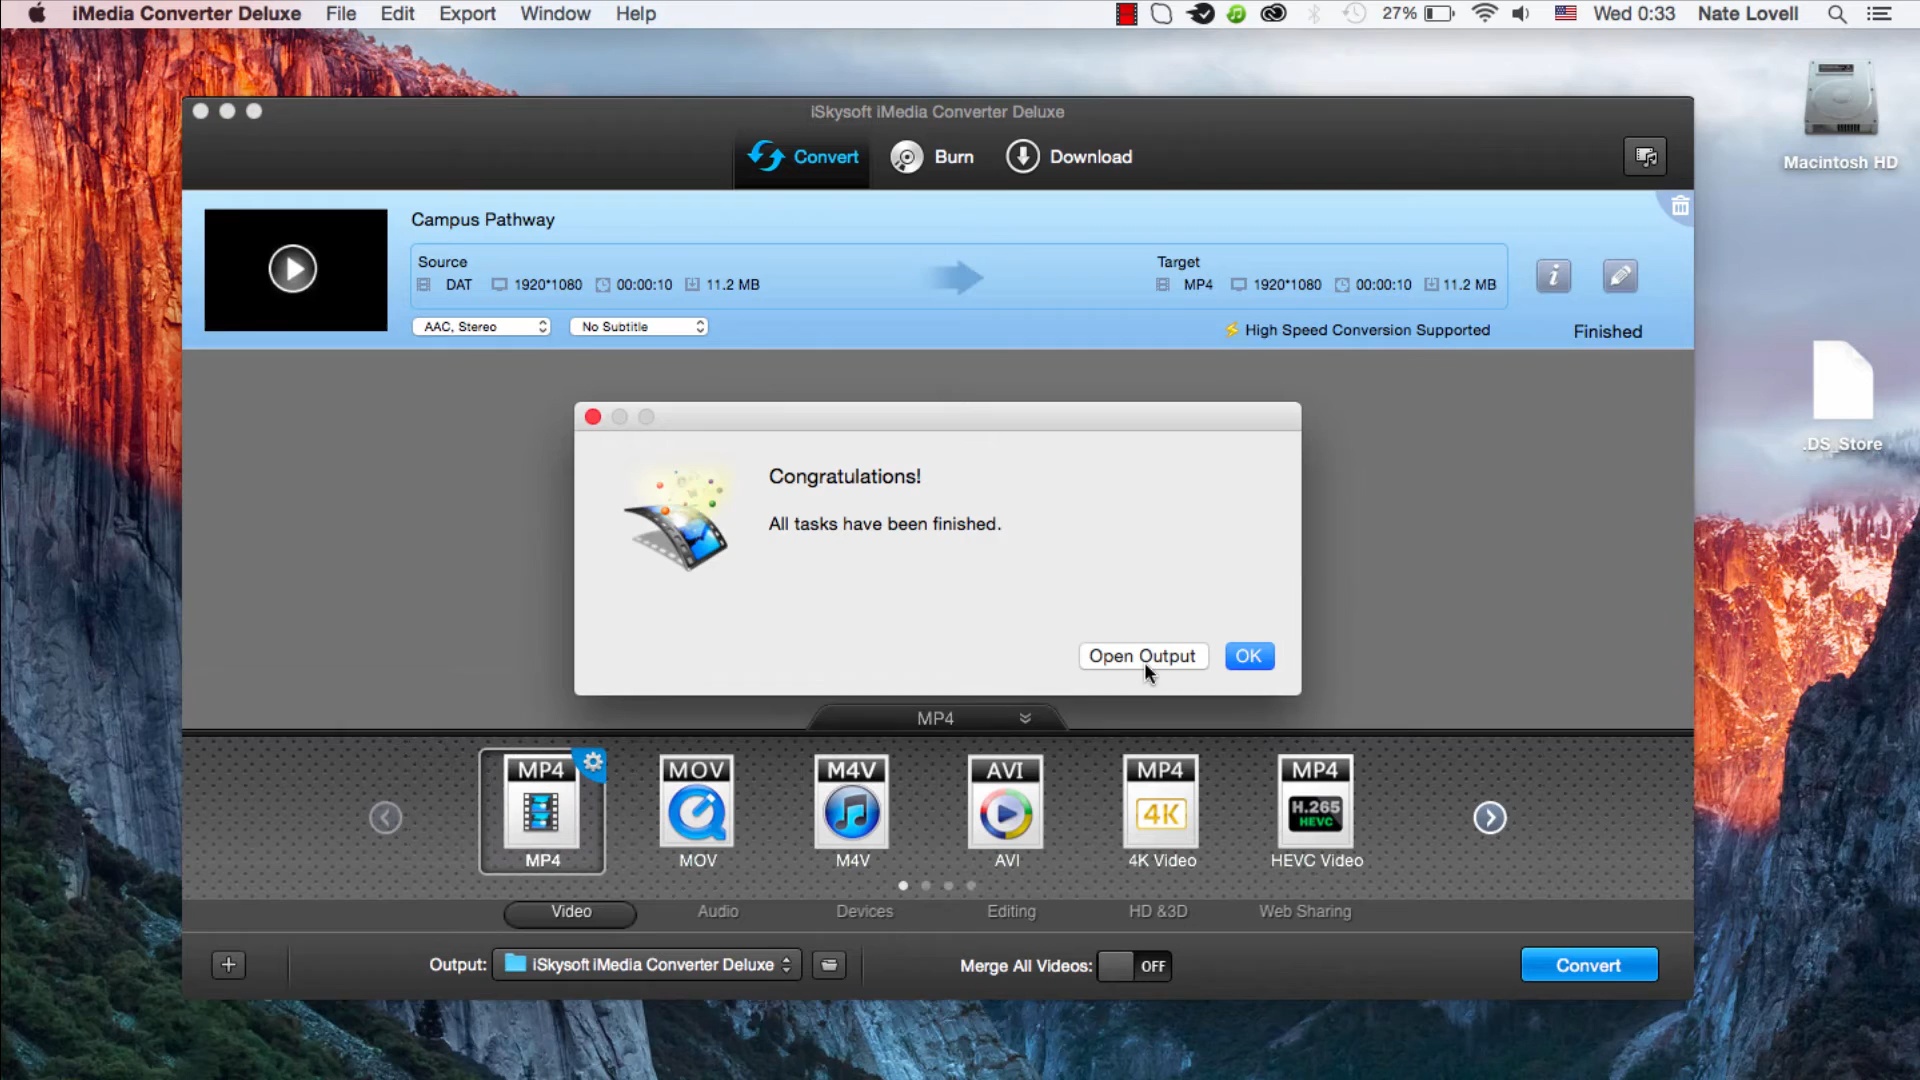 iMedia Converter Deluxe File Edit Export Window Help 27% Wed 0:33 Nate Lovell
Macintosh HD
.DS_Store
iSkysoft iMedia Converter Deluxe
Convert Burn Download
Campus Pathway
Source
DAT 1920*1080 00:00:10 11.2 MB
Target
MP4 1920*1080 00:00:10 11.2 MB
AAC, Stereo No Subtitle
High Speed Conversion Supported Finished
Congratulations!
All tasks have been finished.
Open Output OK
MP4
MP4 MOV M4V AVI MP4 MP4
4K H.265
HEVC
MP4 MOV M4V AVI 4K Video HEVC Video
Video Audio Devices Editing HD &3D Web Sharing
Output: iSkysoft iMedia Converter Deluxe Merge All Videos: OFF Convert